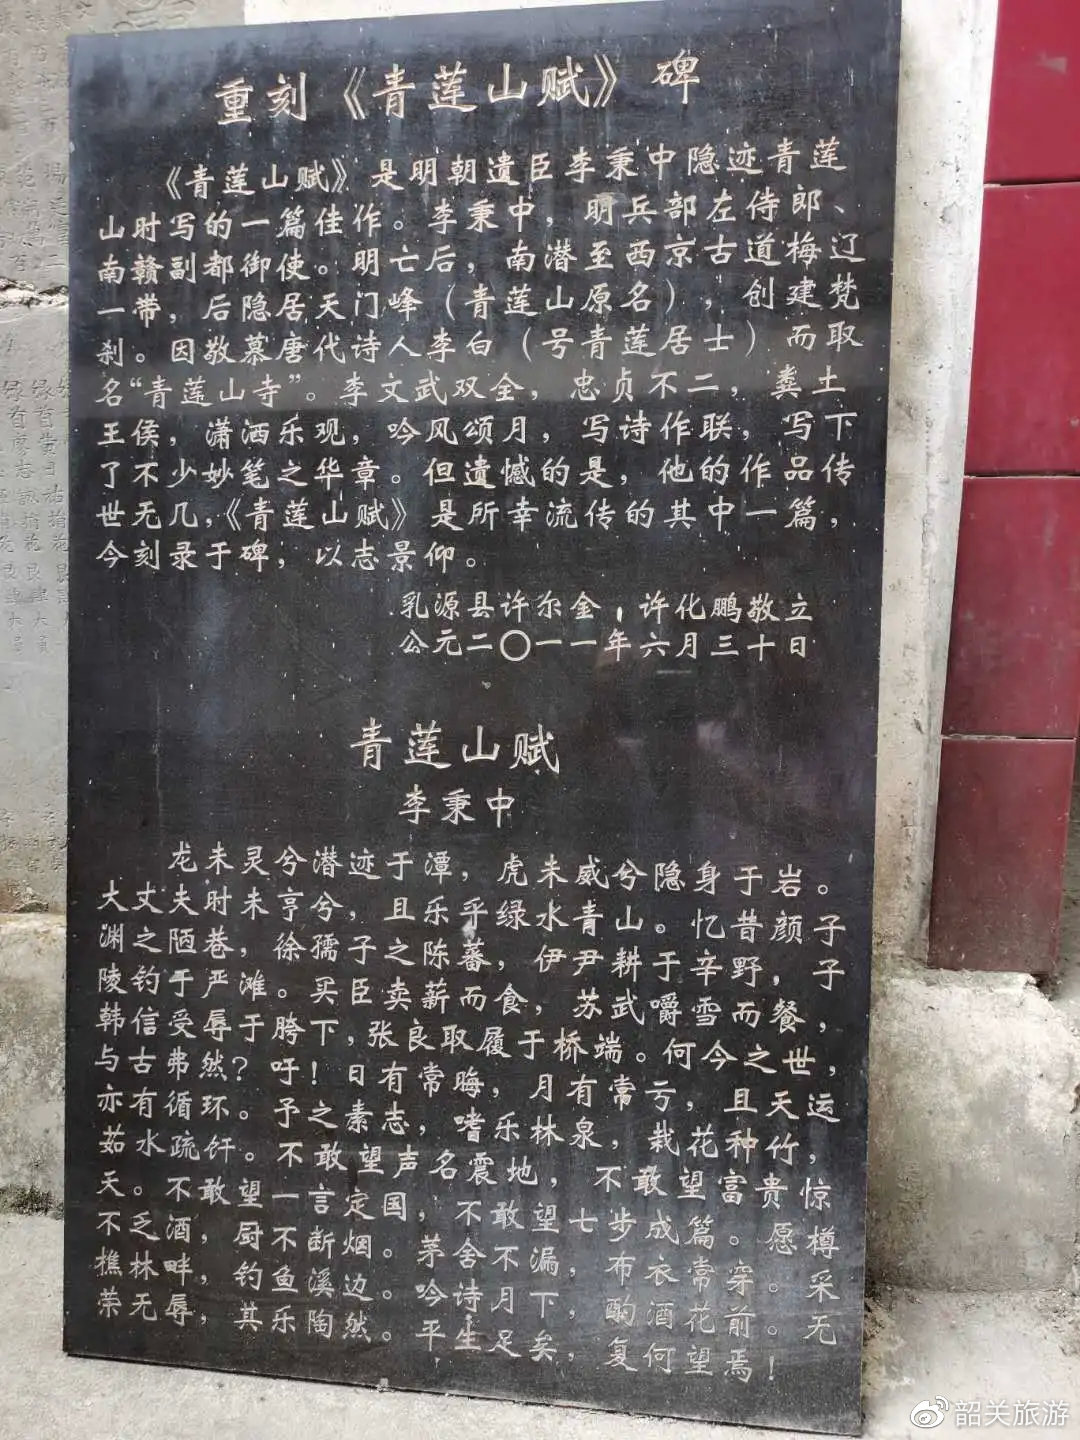 重刻《青莲山赋》碑
《青莲山赋》是明朝遗臣李秉中隐迹青莲
山时写的一篇佳作。李秉中，明兵部左侍郎、
南赣副都御使。明亡后，南潜至西京古道梅辽
一带，后隐居天门峰（青莲山原名），创建梵
刹。因敬慕唐代诗人李白（号青莲居士）而取
名“青莲山寺”。李文武双全，忠贞不二，粪土
王侯，潇洒乐观，吟风颂月，写诗作联，写下
了不少妙笔之华章。但遗憾的是，他的作品传
世无几，《青莲山赋》是所幸流传的其中一篇，
今刻录于碑，以志景仰。
乳源县许尔金，许化鹏敬立
公元二〇一一年六月三十日
青莲山赋
李秉中
龙未灵兮潜迹于潭，虎未威兮隐身于岩。
大丈夫时未亨兮，且乐乎绿水青山。忆昔颜子
渊之陋巷，徐孺子之陈蕃，伊尹耕于辛野，子
陵钓于严滩。买臣卖薪而食，苏武嚼雪而餐，
韩信受辱于胯下，张良取履于桥端。何今之世，
与古弗然？吁！日有常晦，月有常亏，且天运
亦有循环。予之素志，嗜乐林泉，栽花种竹，
茹水疏饪。不敢望声名震地，不敢望富贵惊
天。不敢望一言定国，不敢望七步成篇。愿樽
不乏酒，厨不断烟。茅舍不漏，布衣常穿。采
樵林畔，钓鱼溪边。吟诗月下，酌酒花前。无
荣无辱，其乐陶然。平生足矣，复何望焉！
韶关旅游